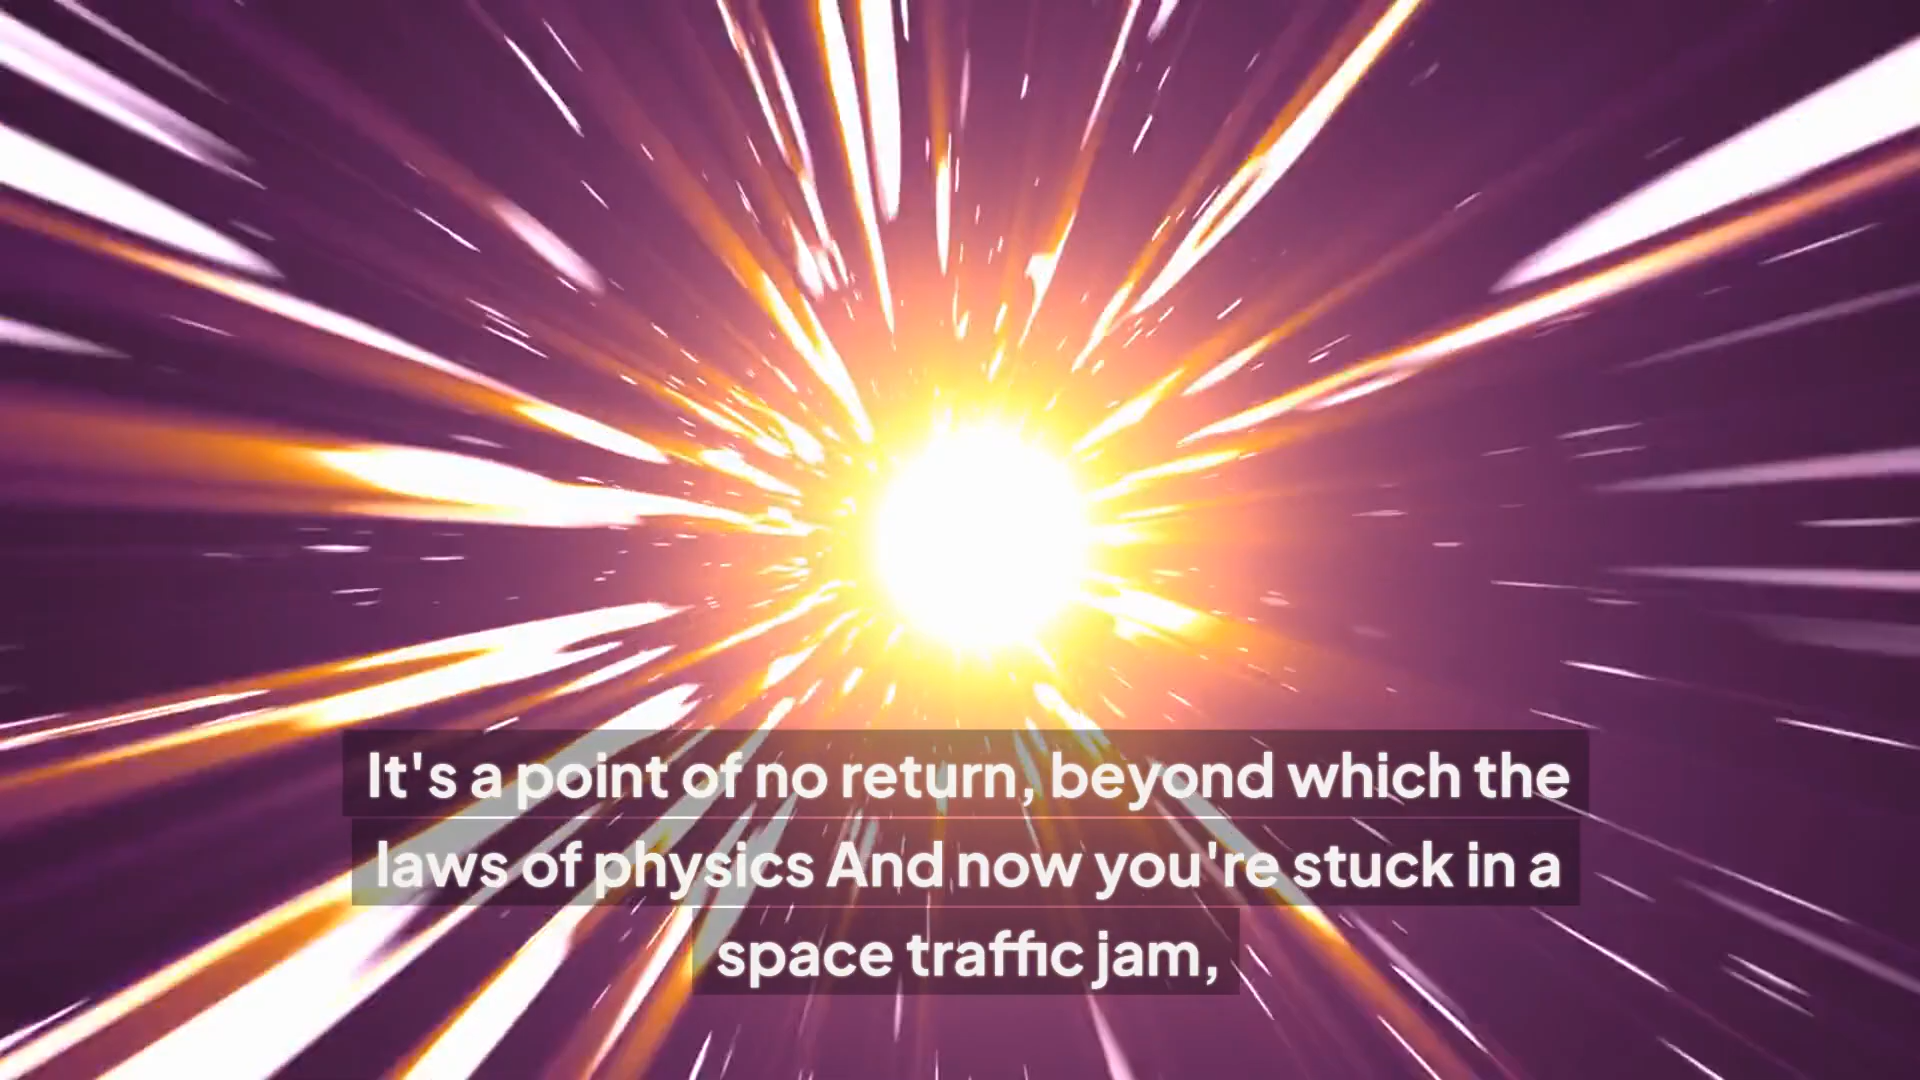 It's a point of no return, beyond which the
laws of physics And now you're stuck in a
space traffic jam,